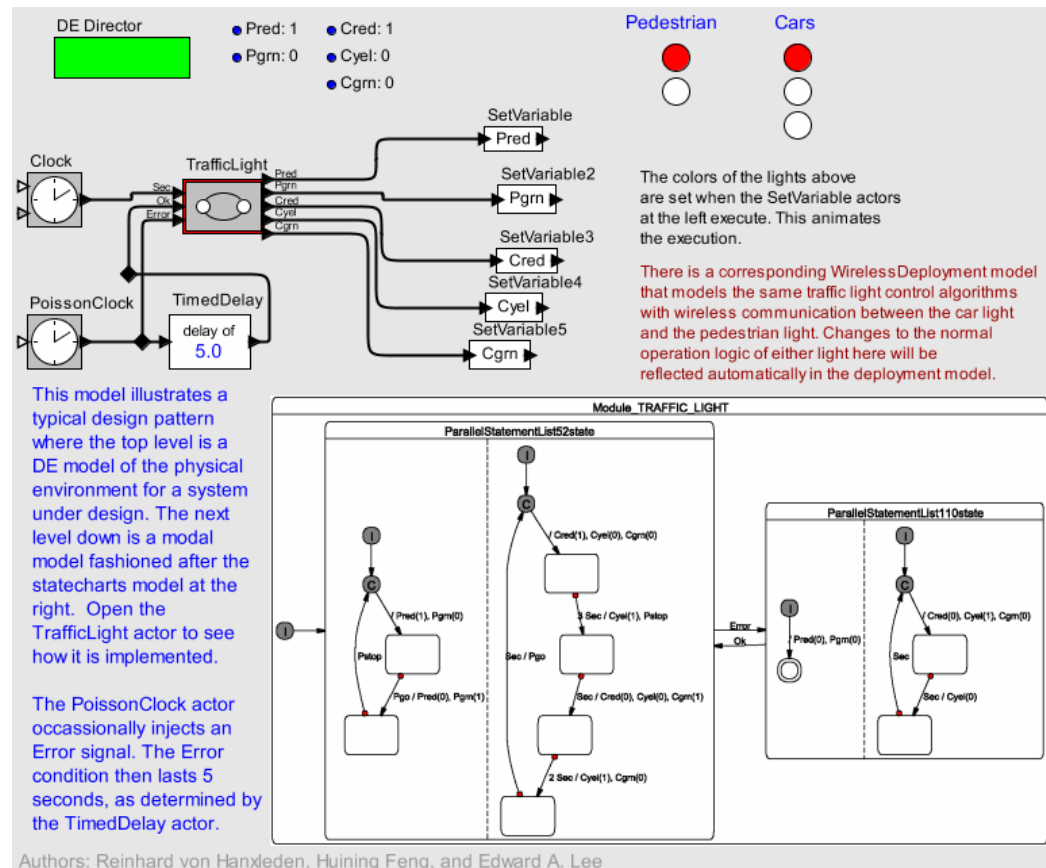 DE Director
Pred: 1
Cred: 1
Pgrn: 0
Cyel: 0
Cgrn: 0
Pedestrian
Cars
SetVariable
Pred
SetVariable2
Pgrn
SetVariable3
Cred
SetVariable4
Cyel
SetVariable5
Cgrn
Clock
TrafficLight
Sec
Ok
Error
Pred
Pgrn
Cred
Cyel
Cgrn
PoissonClock
TimedDelay
delay of
5.0
The colors of the lights above
are set when the SetVariable actors
at the left execute. This animates
the execution.
There is a corresponding WirelessDeployment model
that models the same traffic light control algorithms
with wireless communication between the car light
and the pedestrian light. Changes to the normal
operation logic of either light here will be
reflected automatically in the deployment model.
This model illustrates a
typical design pattern
where the top level is a
DE model of the physical
environment for a system
under design. The next
level down is a modal
model fashioned after the
statecharts model at the
right. Open the
TrafficLight actor to see
how it is implemented.
The PoissonClock actor
occassionally injects an
Error signal. The Error
condition then lasts 5
seconds, as determined by
the TimedDelay actor.
Module_TRAFFIC_LIGHT
ParallelStatementList52state
I
I
C
/ Pred(1), Pgrn(0)
Pstop
Pgo / Pred(0), Pgrn(1)
I
C
/ Cred(1), Cyel(0), Cgrn(0)
3 Sec / Cyel(1), Pstop
Sec / Pgo
Sec / Cred(0), Cyel(0), Cgrn(1)
2 Sec / Cyel(1), Cgrn(0)
Error
Ok
ParallelStatementList110state
I
/ Pred(0), Pgrn(0)
I
C
/ Cred(0), Cyel(1), Cgrn(0)
Sec
Sec / Cyel(0)
Authors: Reinhard von Hanxleden, Huining Feng, and Edward A. Lee